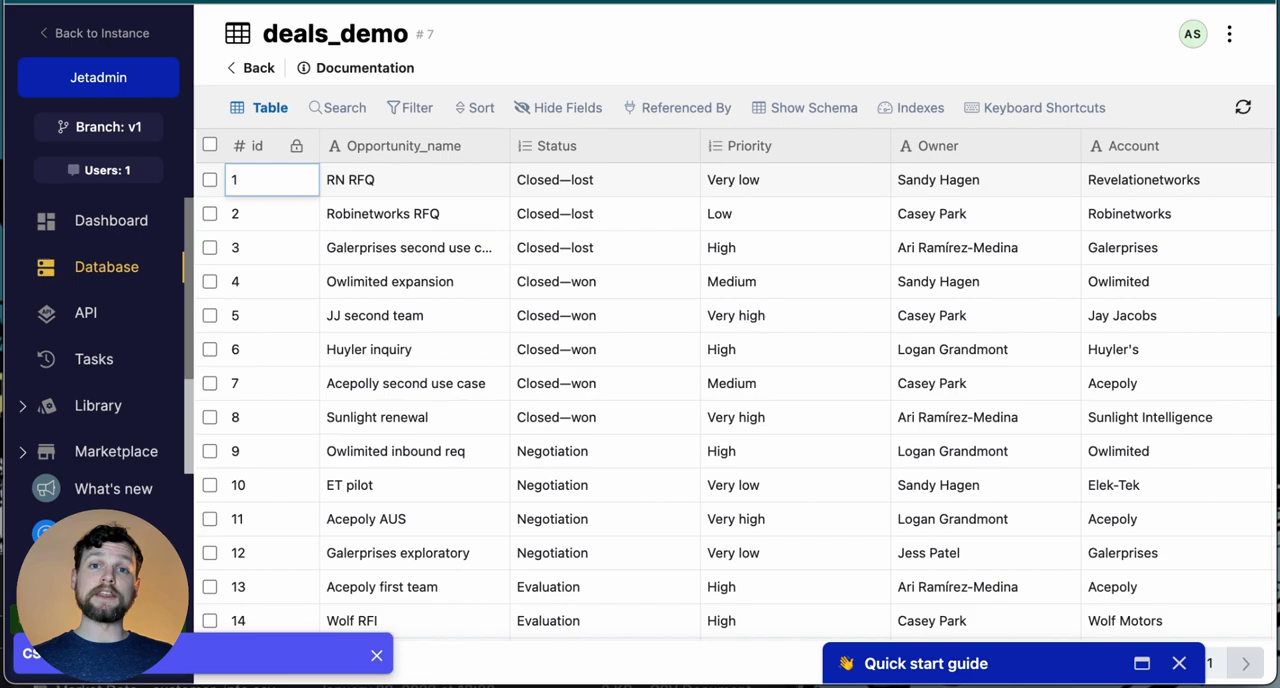 Back to Instance
Jetadmin
Branch: v1
Users: 1
Dashboard
Database
API
Tasks
Library
Marketplace
What's new
deals_demo # 7
AS
Back Documentation
Table Search Filter Sort Hide Fields Referenced By Show Schema Indexes Keyboard Shortcuts
# id A Opportunity_name Status Priority A Owner A Account
1 RN RFQ Closed—lost Very low Sandy Hagen Revelationetworks
2 Robinetworks RFQ Closed—lost Low Casey Park Robinetworks
3 Galerprises second use c... Closed—lost High Ari Ramírez-Medina Galerprises
4 Owlimited expansion Closed—won Medium Sandy Hagen Owlimited
5 JJ second team Closed—won Very high Casey Park Jay Jacobs
6 Huyler inquiry Closed—won High Logan Grandmont Huyler's
7 Acepolly second use case Closed—won Medium Casey Park Acepoly
8 Sunlight renewal Closed—won Very high Ari Ramírez-Medina Sunlight Intelligence
9 Owlimited inbound req Negotiation High Logan Grandmont Owlimited
10 ET pilot Negotiation Very low Sandy Hagen Elek-Tek
11 Acepoly AUS Negotiation Very high Logan Grandmont Acepoly
12 Galerprises exploratory Negotiation Very low Jess Patel Galerprises
13 Acepoly first team Evaluation High Ari Ramírez-Medina Acepoly
14 Wolf RFI Evaluation High Casey Park Wolf Motors
Quick start guide
1